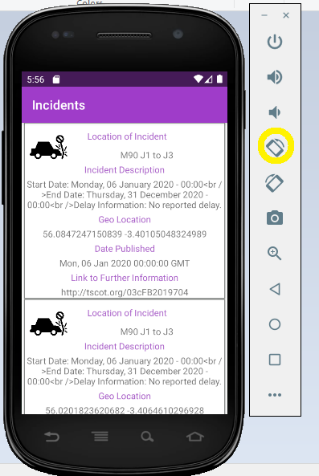 Color
5:56
Incidents
Location of Incident
M90 J1 to J3
Incident Description
Start Date: Monday, 06 January 2020 - 00:00<br /
>End Date: Thursday, 31 December 2020 -
00:00<br />Delay Information: No reported delay.
Geo Location
56.0847247150839 -3.40105048324989
Date Published
Mon, 06 Jan 2020 00:00:00 GMT
Link to Further Information
http://tscot.org/03cFB2019704
Location of Incident
M90 J1 to J3
Incident Description
Start Date: Monday, 06 January 2020 - 00:00<br /
>End Date: Thursday, 31 December 2020 -
00:00<br />Delay Information: No reported delay.
Geo Location
56.0201823620682 -3.4064610296928